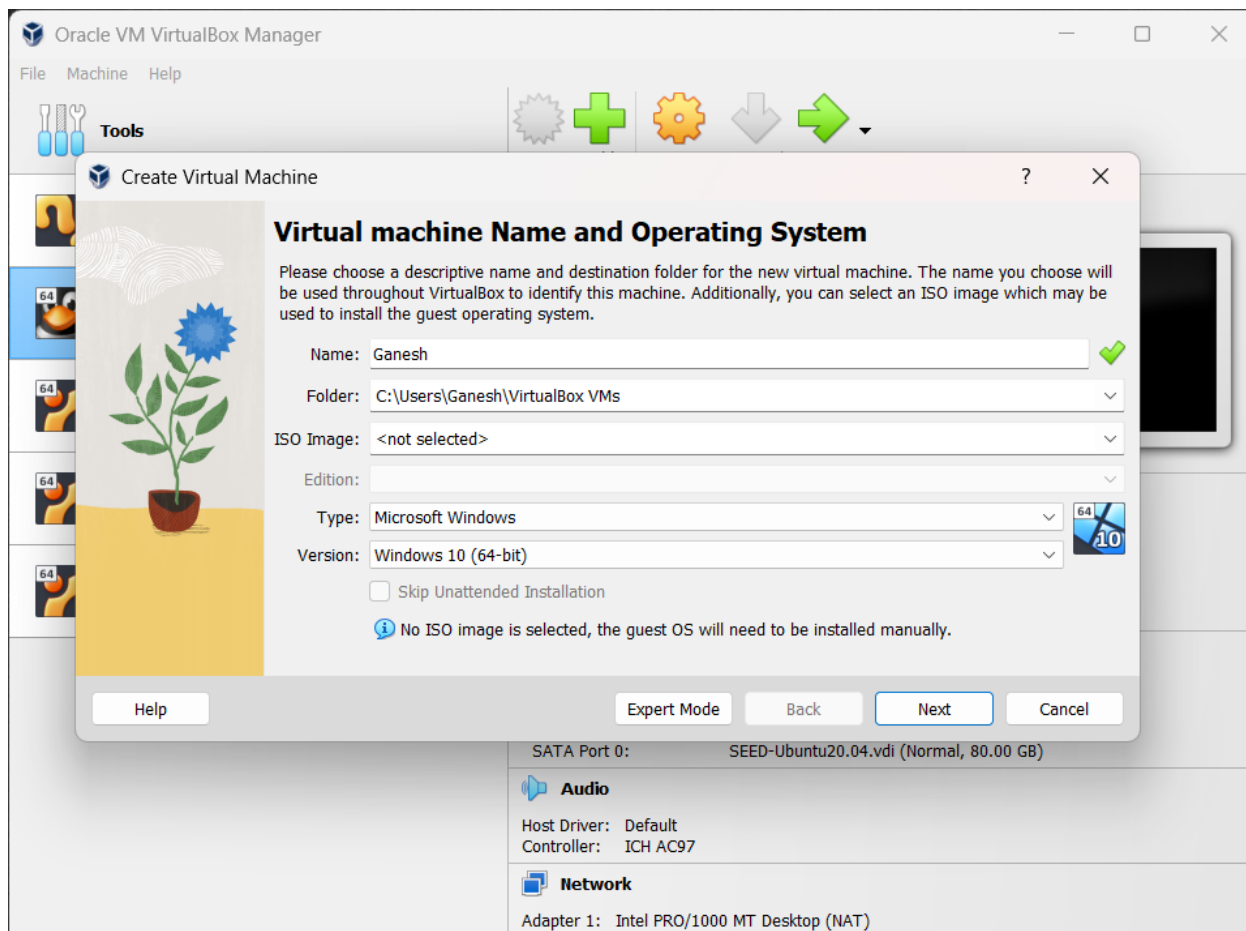 Oracle VM VirtualBox Manager
File Machine Help
Tools
Create Virtual Machine
?
Virtual machine Name and Operating System
Please choose a descriptive name and destination folder for the new virtual machine. The name you choose will
be used throughout VirtualBox to identify this machine. Additionally, you can select an ISO image which may be
used to install the guest operating system.
Name: Ganesh
Folder: C:\Users\Ganesh\VirtualBox VMs
ISO Image: <not selected>
Edition:
Type: Microsoft Windows
64
10
Version: Windows 10 (64-bit)
Skip Unattended Installation
No ISO image is selected, the guest OS will need to be installed manually.
64
64
64
64
Help Expert Mode Back Next Cancel
SATA Port 0: SEED-Ubuntu20.04.vdi (Normal, 80.00 GB)
Audio
Host Driver: Default
Controller: ICH AC97
Network
Adapter 1: Intel PRO/1000 MT Desktop (NAT)